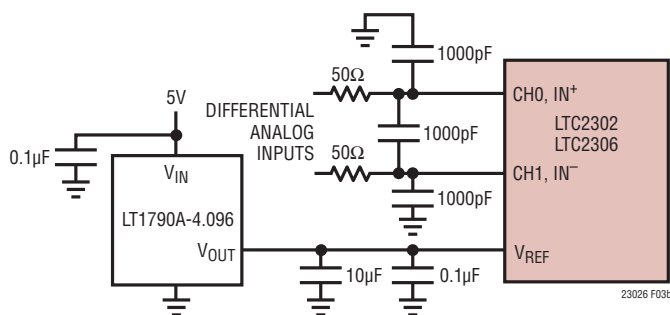 1000pF
50Ω
5V
DIFFERENTIAL
ANALOG
INPUTS
CH0, IN+
LTC2302
LTC2306
0.1µF
1000pF
50Ω
VIN
CH1, IN–
LT1790A-4.096
1000pF
VOUT
VREF
10µF
0.1µF
23026 F03b